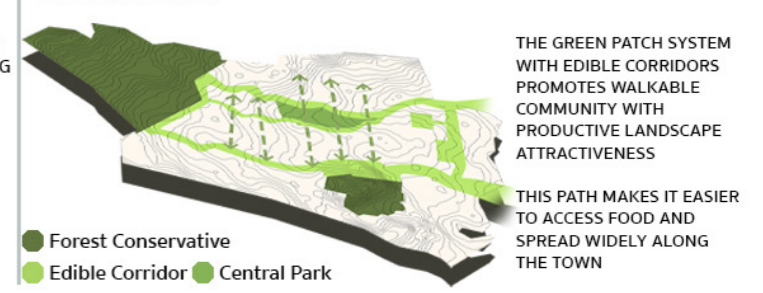 G
THE GREEN PATCH SYSTEM
WITH EDIBLE CORRIDORS
PROMOTES WALKABLE
COMMUNITY WITH
PRODUCTIVE LANDSCAPE
ATTRACTIVENESS
THIS PATH MAKES IT EASIER
TO ACCESS FOOD AND
SPREAD WIDELY ALONG
THE TOWN
Forest Conservative
Edible Corridor Central Park